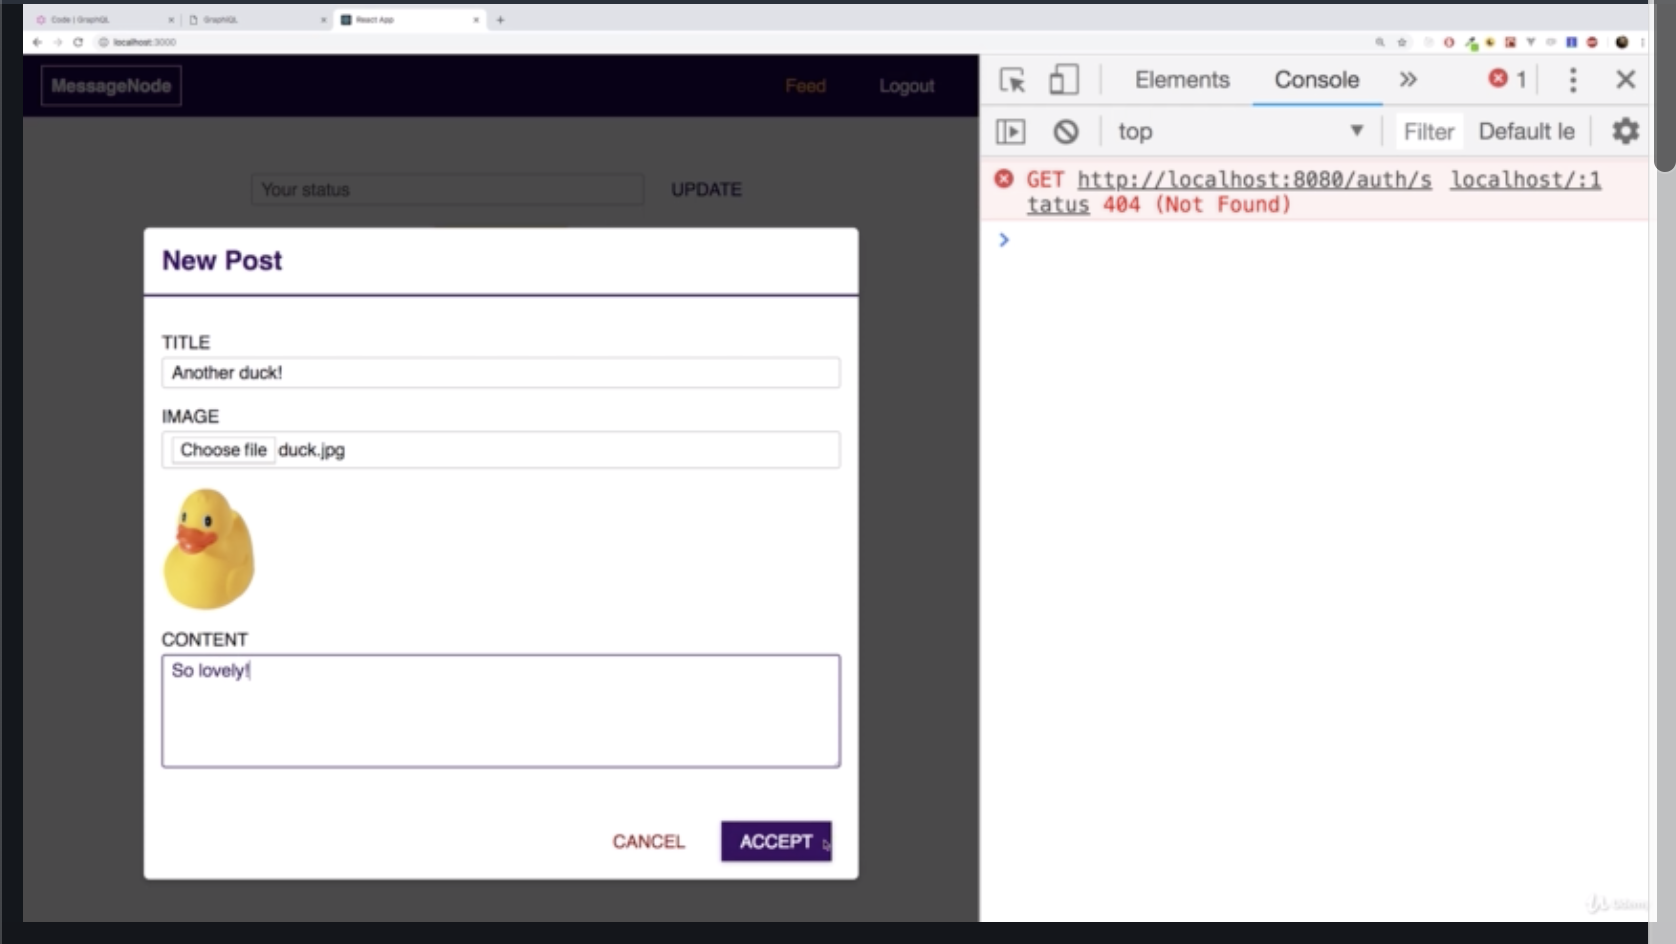 Code | GraphQL
GraphiQL
React App
localhost:3000
MessageNode
Feed
Logout
Your status
UPDATE
New Post
TITLE
Another duck!
IMAGE
Choose file duck.jpg
CONTENT
So lovely!
CANCEL
ACCEPT
Elements
Console
1
top
Filter
Default le
GET http://localhost:8080/auth/s localhost/:1
tatus 404 (Not Found)
Udemy